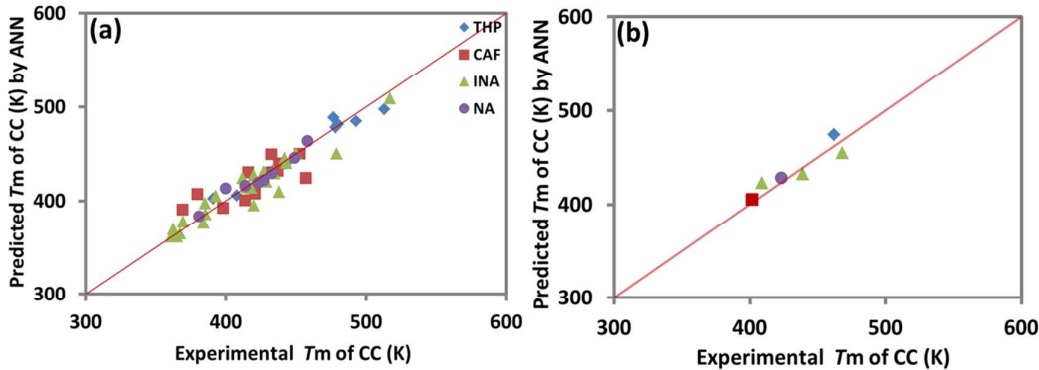 (a)
Predicted Tm of CC (K) by ANN
600
500
400
300
300 400 500 600
Experimental Tm of CC (K)
THP
CAF
INA
NA
(b)
Predicted Tm of CC (K) by ANN
600
500
400
300
300 400 500 600
Experimental Tm of CC (K)